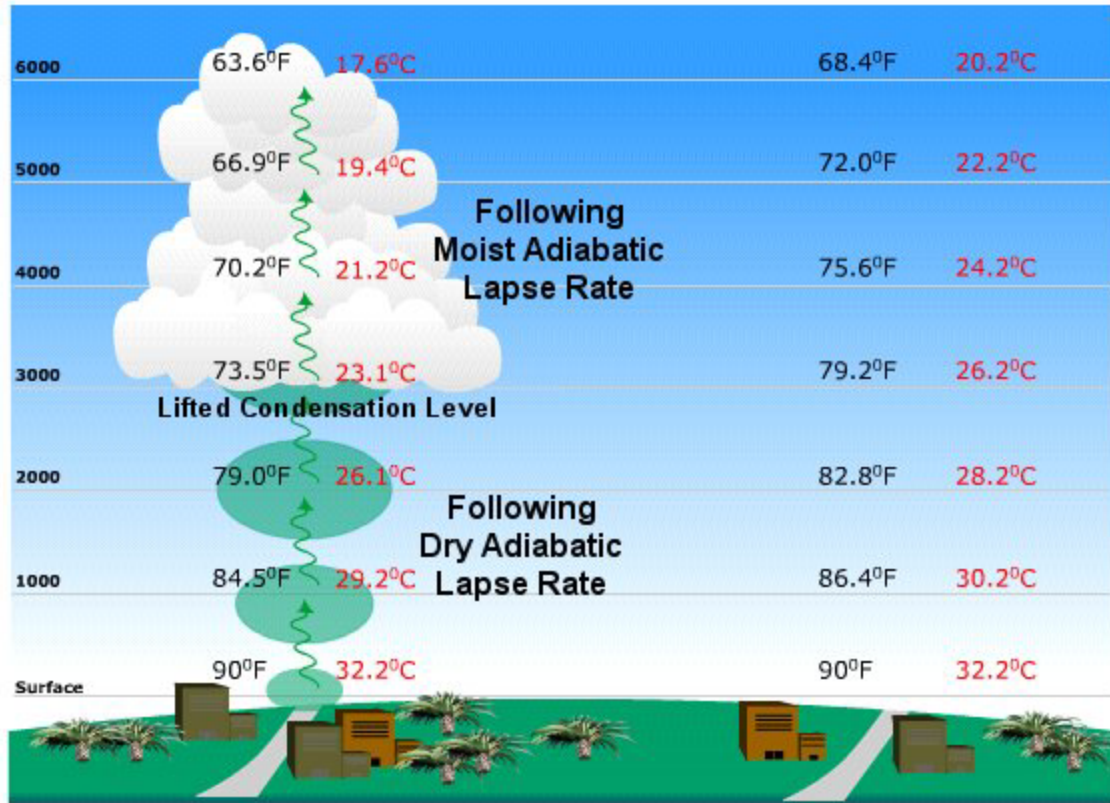 6000 63.6⁰F 17.6⁰C 68.4⁰F 20.2⁰C
5000 66.9⁰F 19.4⁰C 72.0⁰F 22.2⁰C
Following
Moist Adiabatic
Lapse Rate
4000 70.2⁰F 21.2⁰C 75.6⁰F 24.2⁰C
3000 73.5⁰F 23.1⁰C 79.2⁰F 26.2⁰C
Lifted Condensation Level
2000 79.0⁰F 26.1⁰C 82.8⁰F 28.2⁰C
Following
Dry Adiabatic
Lapse Rate
1000 84.5⁰F 29.2⁰C 86.4⁰F 30.2⁰C
Surface 90⁰F 32.2⁰C 90⁰F 32.2⁰C